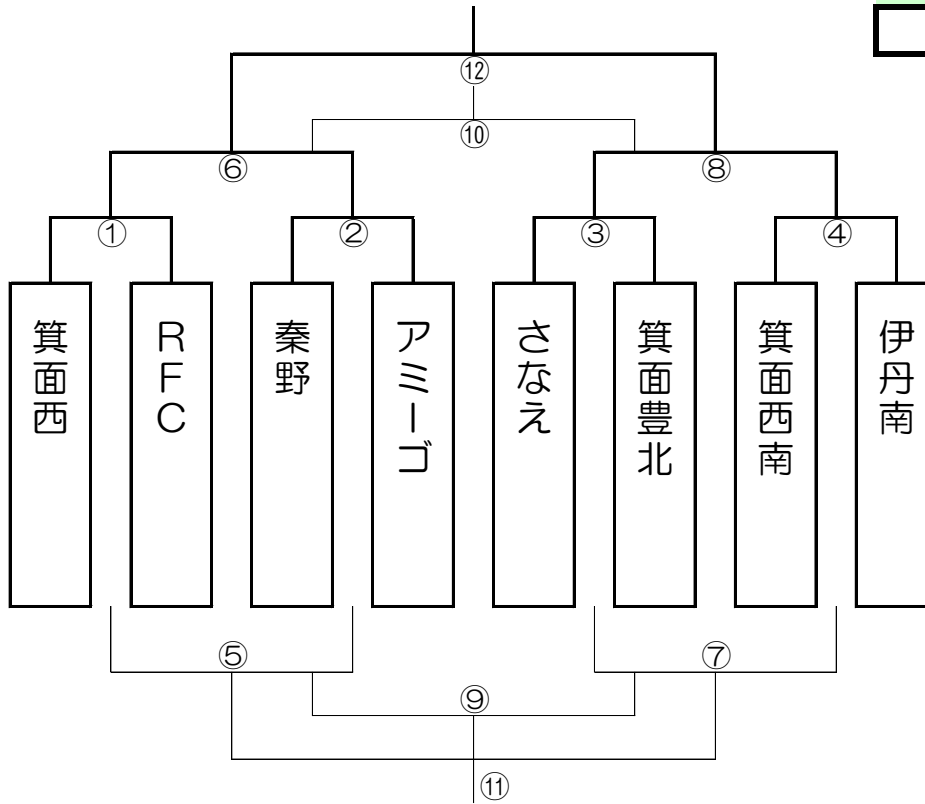 ⑫
⑩
⑥
⑧
①
②
③
④
箕面西
RFC
秦野
アミーゴ
さなえ
箕面豊北
箕面西南
伊丹南
⑤
⑦
⑨
⑪